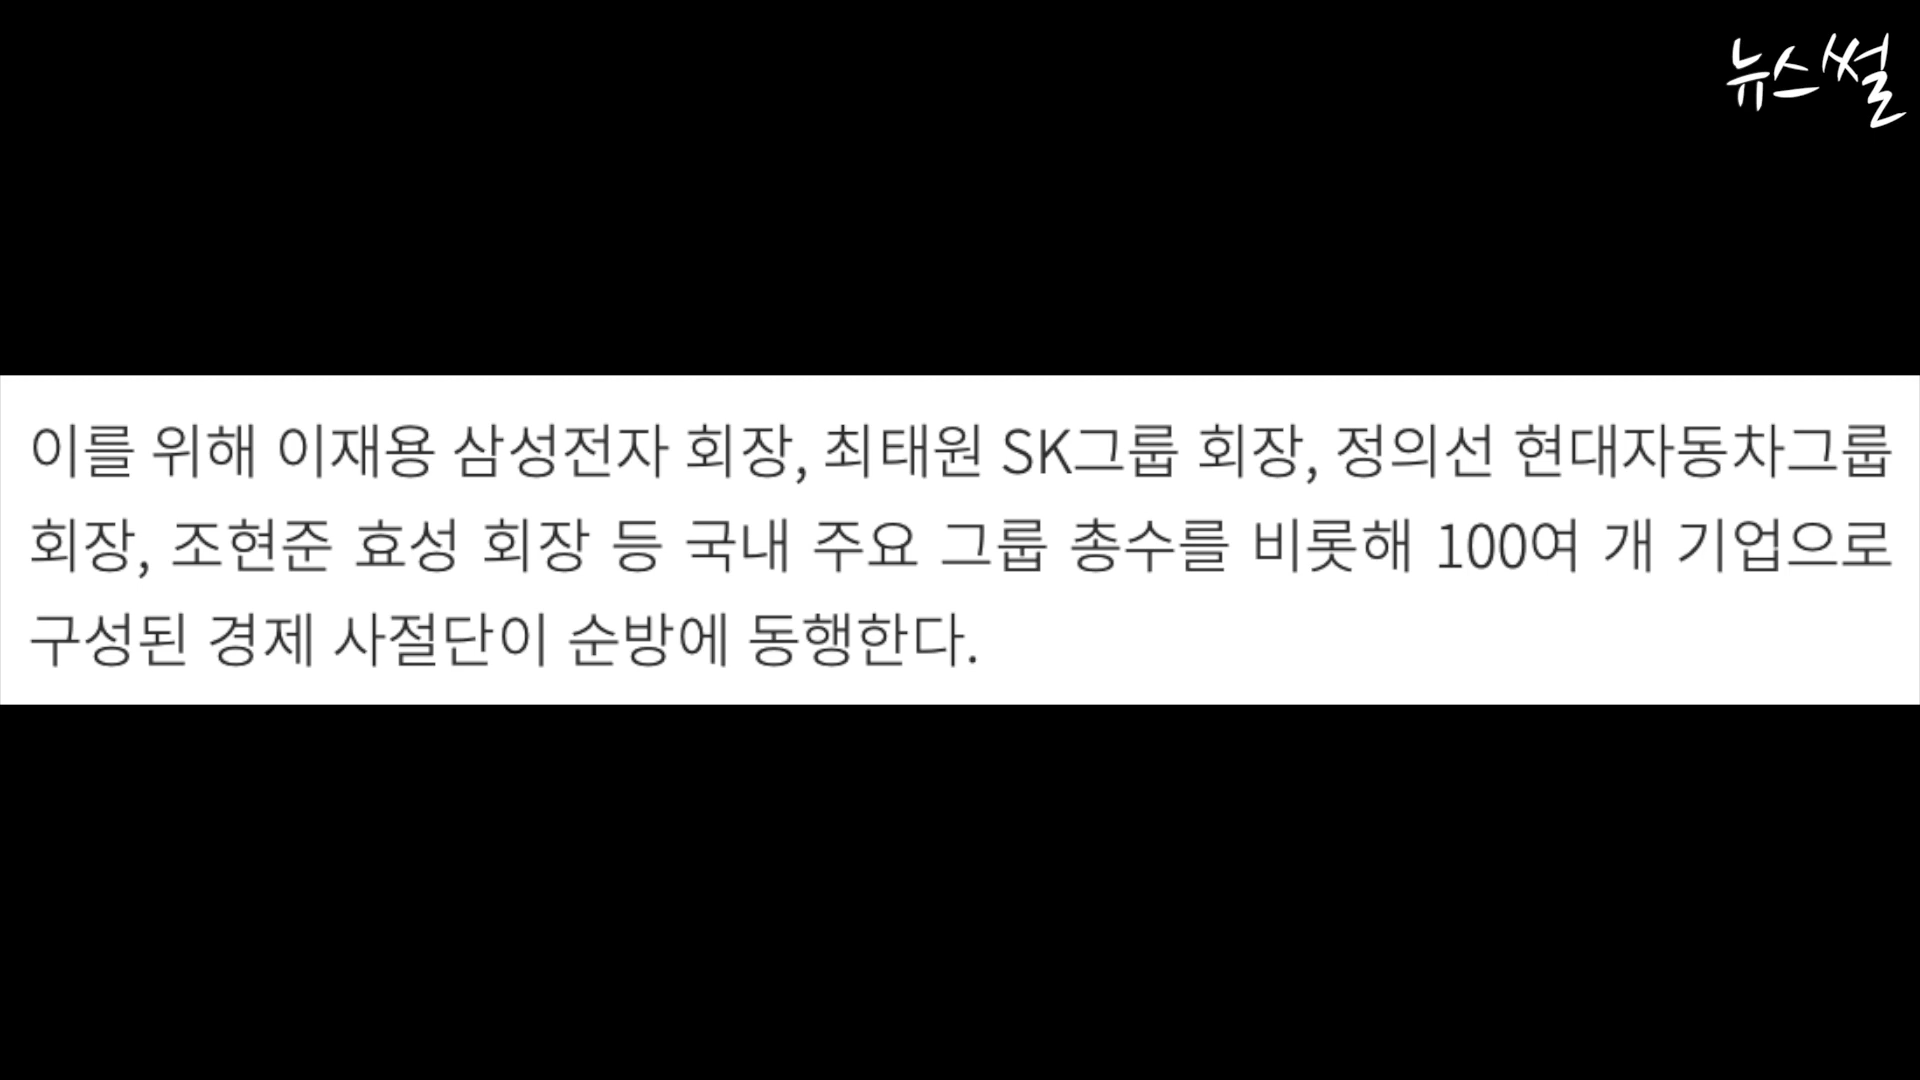 뉴스썰
이를 위해 이재용 삼성전자 회장, 최태원 SK그룹 회장, 정의선 현대자동차그룹
회장, 조현준 효성 회장 등 국내 주요 그룹 총수를 비롯해 100여 개 기업으로
구성된 경제 사절단이 순방에 동행한다.